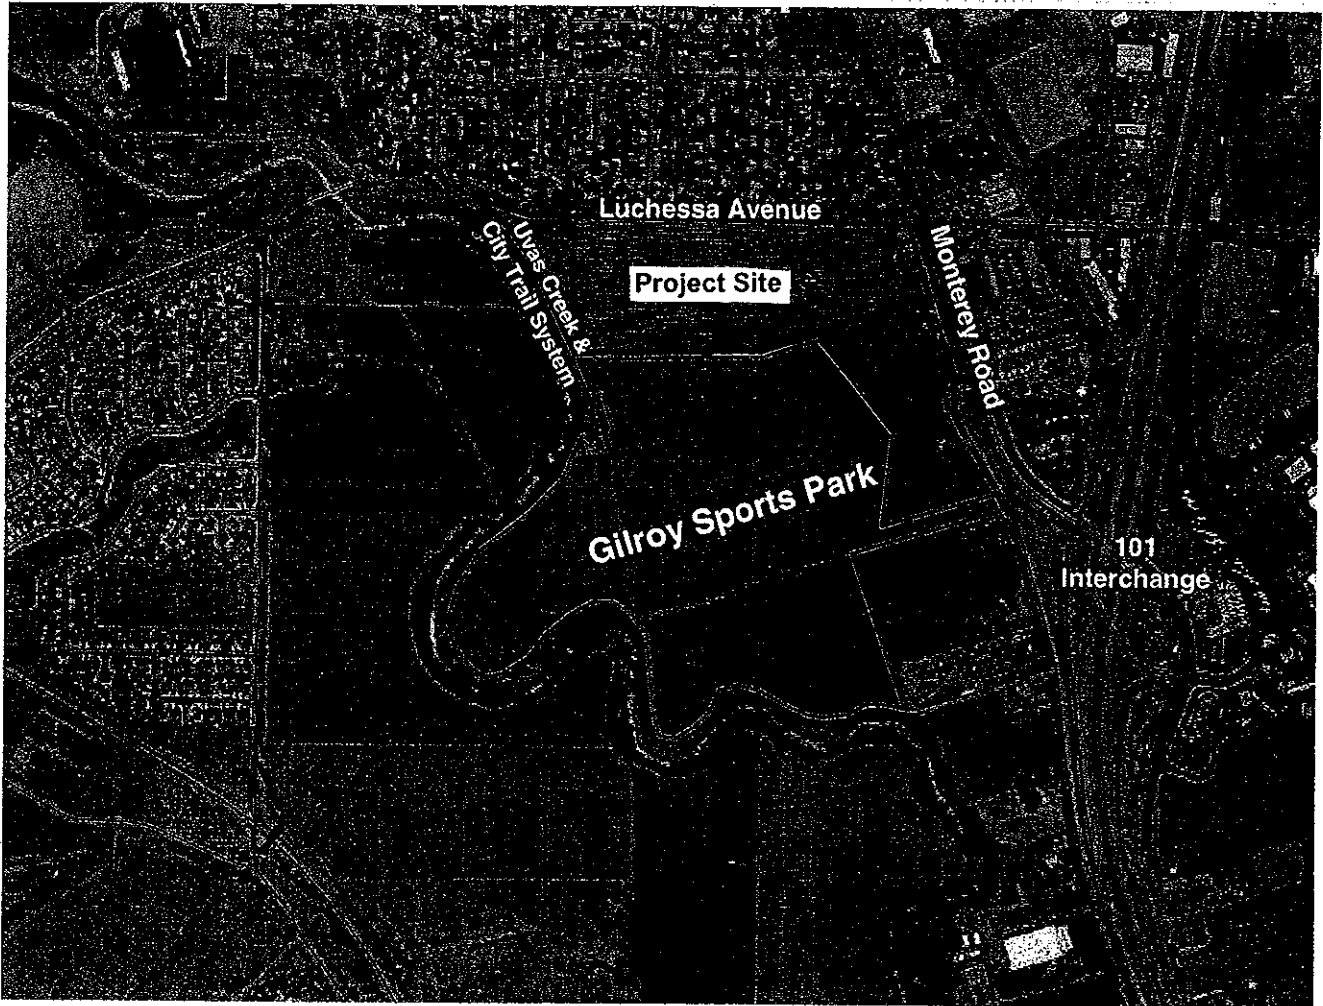 Luchessa Avenue
Uvas Creek &
City Trail System
Project Site
Monterey Road
Gilroy Sports Park
101
Interchange